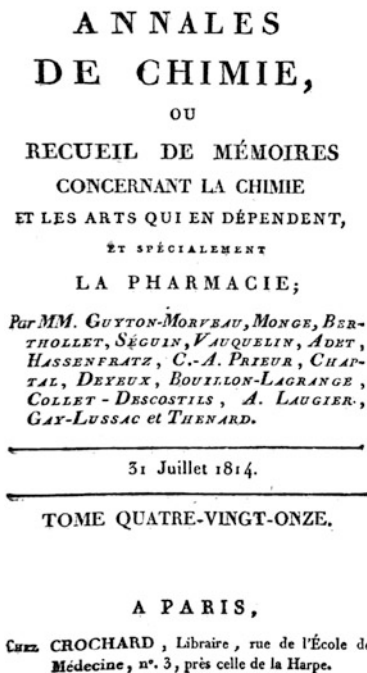 ANNALES
DE CHIMIE,
OU
RECUEIL DE MÉMOIRES
CONCERNANT LA CHIMIE
ET LES ARTS QUI EN DÉPENDENT,
ET SPÉCIALEMENT
LA PHARMACIE;
Par MM. GUYTON-MORVEAU, MONGE, BER-
THOLLET, SÉGUIN, VAUQUELIN, ADET,
HASSENFRATZ, C.-A. PRIEUR, CHAP-
TAL, DEYEUX, BOUILLON-LAGRANGE,
COLLET-DESCOSTILS, A. LAUGIER,
GAY-LUSSAC et THENARD.
31 Juillet 1814.
TOME QUATRE-VINGT-ONZE.
A PARIS,
CHEZ CROCHARD, Libraire, rue de l'École de
Médecine, n°. 3, près celle de la Harpe.